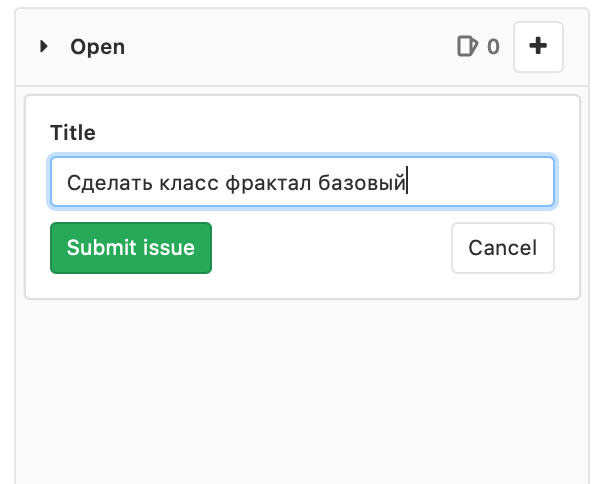 Open 0
Title
Сделать класс фрактал базовый
Submit issue Cancel